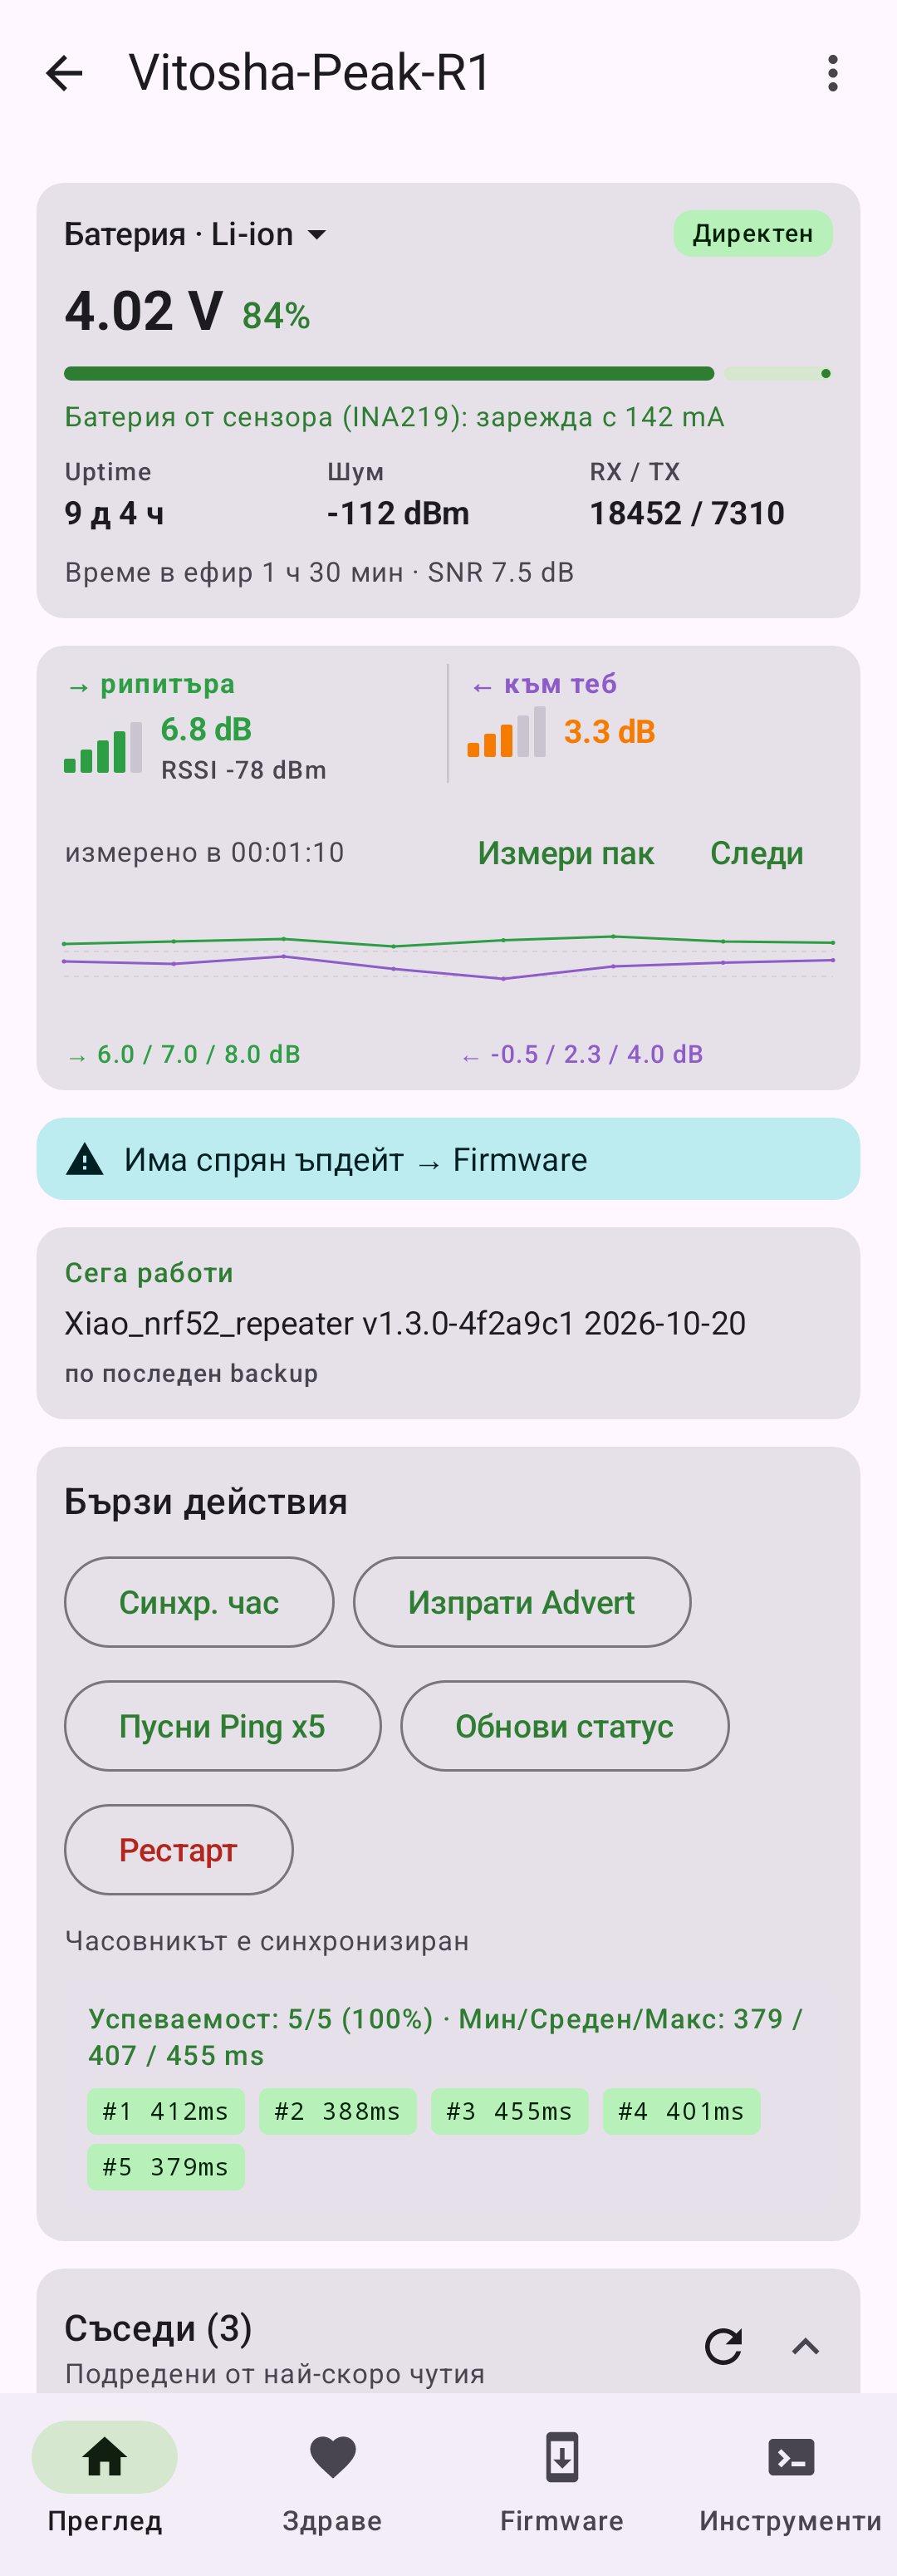 Vitosha-Peak-R1
Батерия · Li-ion
Директен
4.02 V 84%
Батерия от сензора (INA219): зарежда с 142 mA
Uptime Шум RX / TX
9 д 4 ч -112 dBm 18452 / 7310
Време в ефир 1 ч 30 мин · SNR 7.5 dB
→ рипитъра
6.8 dB
RSSI -78 dBm
← към теб
3.3 dB
измерено в 00:01:10 Измери пак Следи
→ 6.0 / 7.0 / 8.0 dB ← -0.5 / 2.3 / 4.0 dB
Има спрян ъпдейт → Firmware
Сега работи
Xiao_nrf52_repeater v1.3.0-4f2a9c1 2026-10-20
по последен backup
Бързи действия
Синхр. час Изпрати Advert
Пусни Ping x5 Обнови статус
Рестарт
Часовникът е синхронизиран
Успеваемост: 5/5 (100%) · Мин/Среден/Макс: 379 /
407 / 455 ms
#1 412ms #2 388ms #3 455ms #4 401ms
#5 379ms
Съседи (3)
Подредени от най-скоро чутия
Преглед Здраве Firmware Инструменти